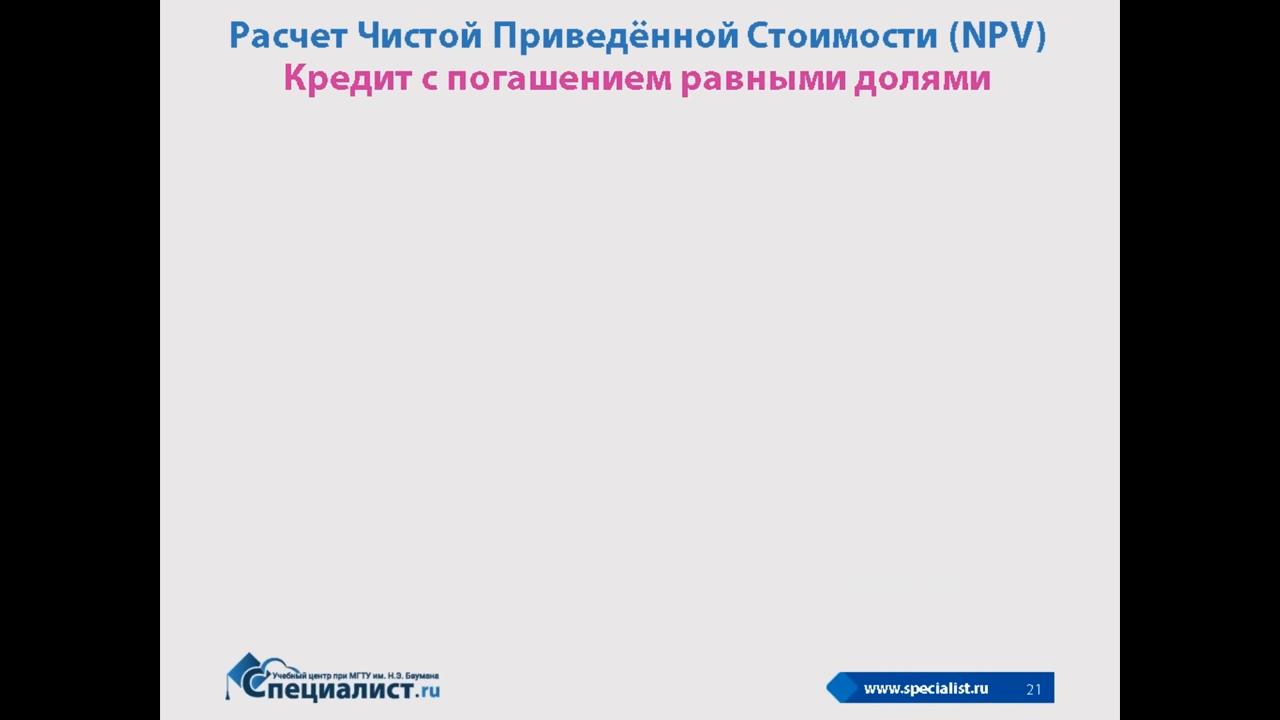 Расчет Чистой Приведённой Стоимости (NPV)
Кредит с погашением равными долями
Учебный центр при МГТУ им. Н.Э. Баумана
Специалист.ru
www.specialist.ru 21